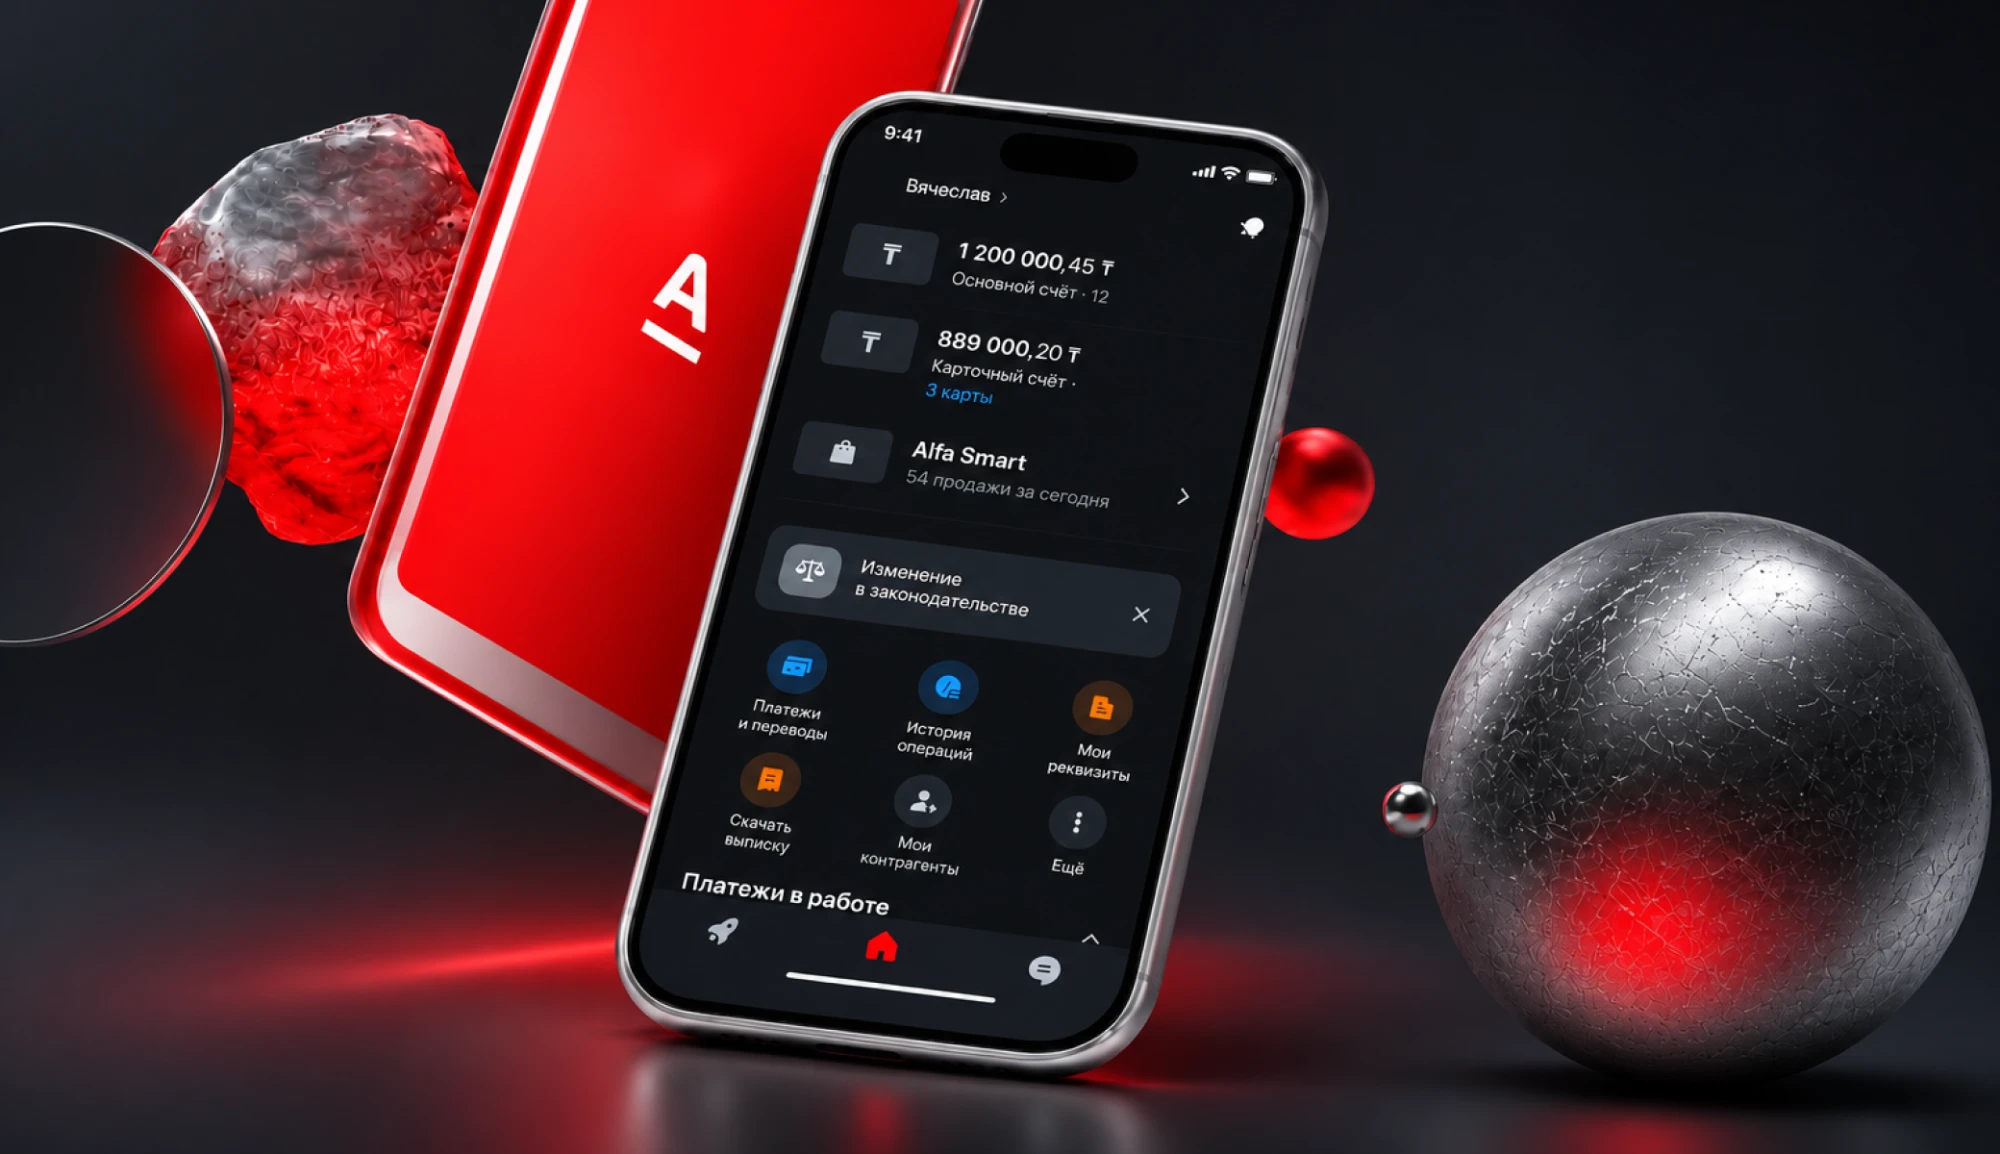 A
9:41
Вячеслав
₸
1 200 000,45 ₸
Основной счёт · 12
₸
889 000,20 ₸
Карточный счёт ·
3 карты
Alfa Smart
54 продажи за сегодня
Изменение
в законодательстве
Платежи
и переводы
История
операций
Мои
реквизиты
Скачать
выписку
Мои
контрагенты
Ещё
Платежи в работе